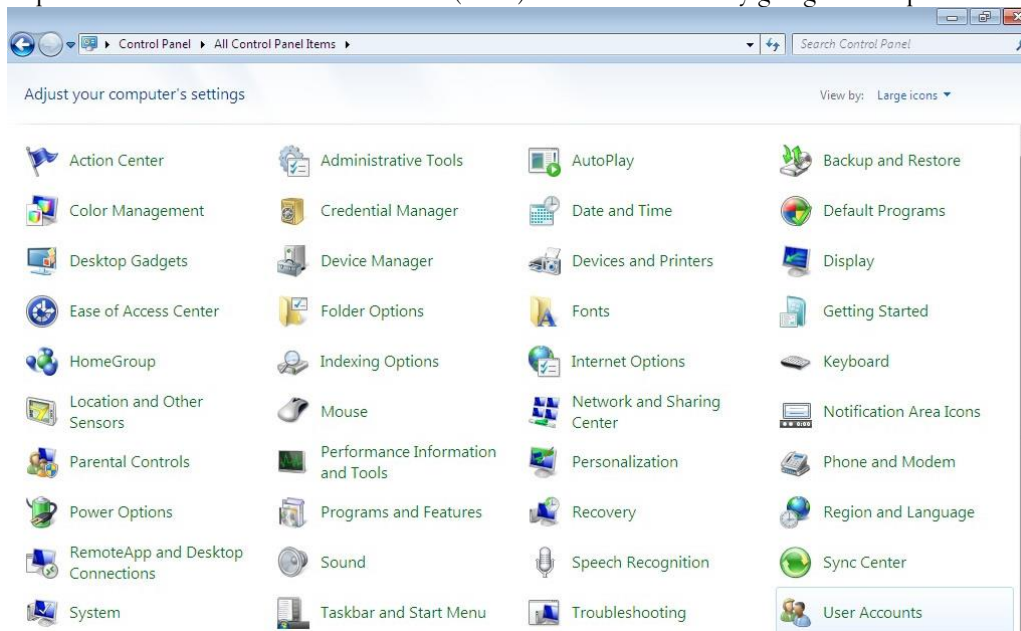 Control Panel ▸ All Control Panel Items ▸ Search Control Panel
Adjust your computer's settings View by: Large icons
Action Center Administrative Tools AutoPlay Backup and Restore
Color Management Credential Manager Date and Time Default Programs
Desktop Gadgets Device Manager Devices and Printers Display
Ease of Access Center Folder Options Fonts Getting Started
HomeGroup Indexing Options Internet Options Keyboard
Location and Other Sensors Mouse Network and Sharing Center Notification Area Icons
Parental Controls Performance Information and Tools Personalization Phone and Modem
Power Options Programs and Features Recovery Region and Language
RemoteApp and Desktop Connections Sound Speech Recognition Sync Center
System Taskbar and Start Menu Troubleshooting User Accounts